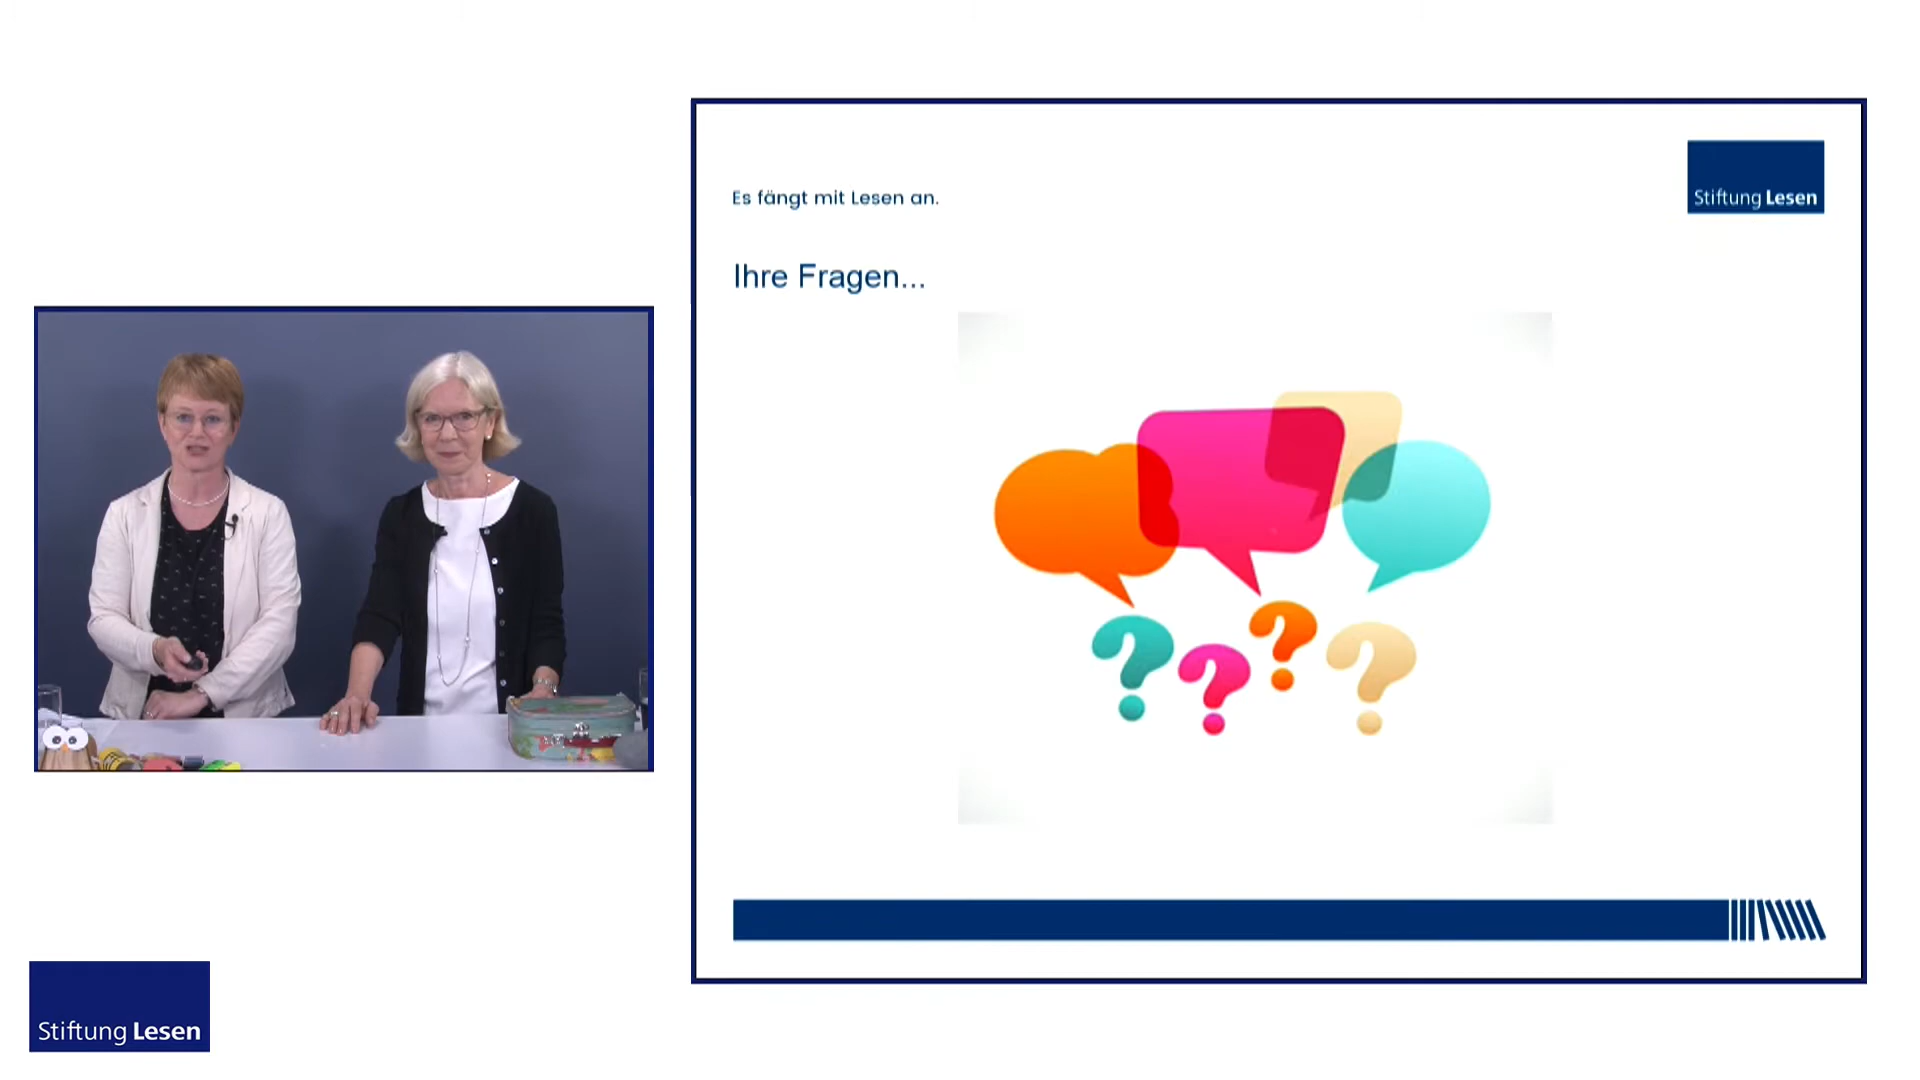 Es fängt mit Lesen an.
Stiftung Lesen
Ihre Fragen...
? ? ? ?
Stiftung Lesen